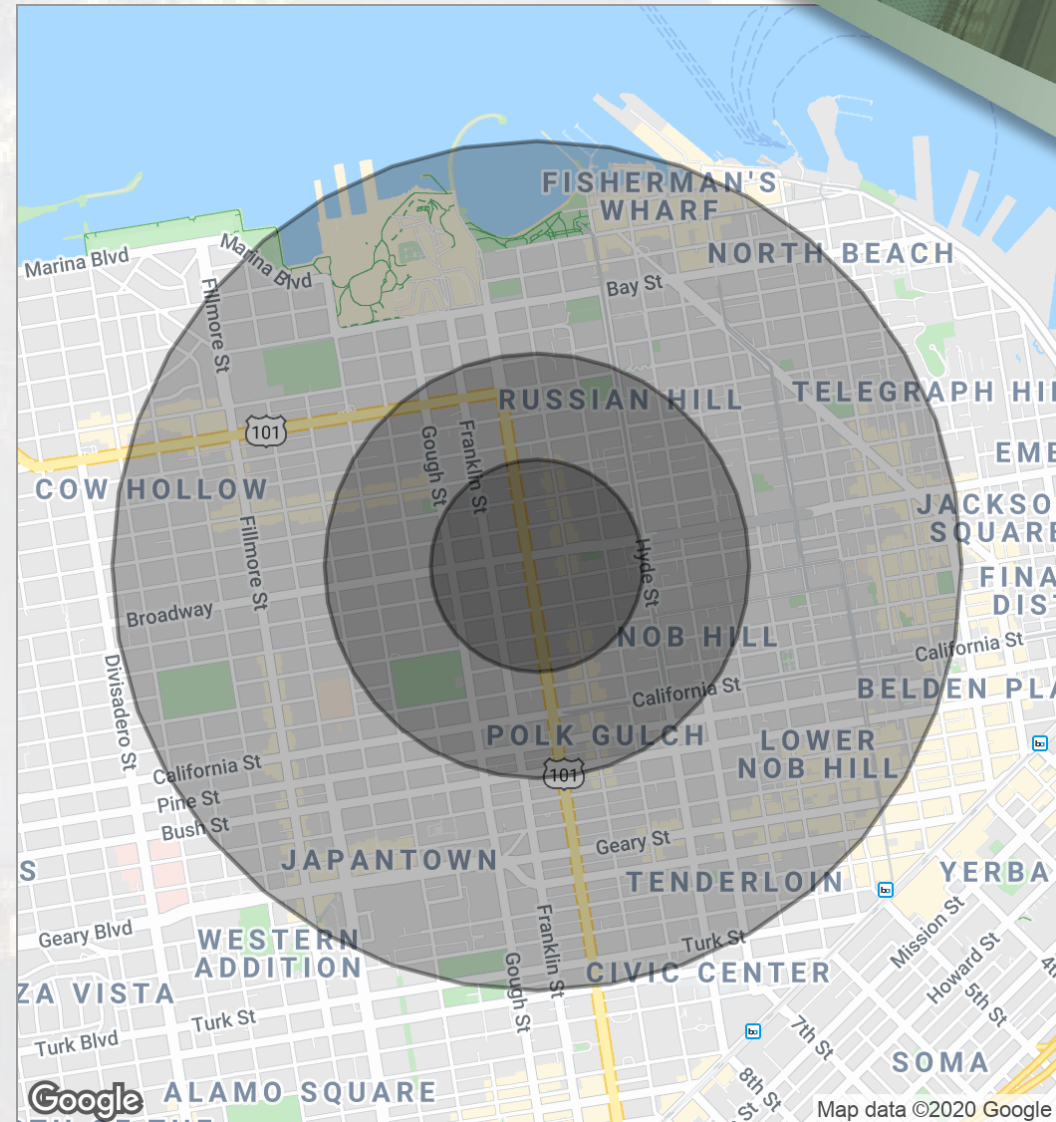 FISHERMAN'S
WHARF
NORTH BEACH
Marina Blvd
Marina Blvd
Fillmore St
Bay St
RUSSIAN HILL
TELEGRAPH HI
101
Gough St
Franklin St
EME
COW HOLLOW
JACKSO
SQUARE
Fillmore St
Hyde St
FINA
DIS
Broadway
NOB HILL
California St
Divisadero St
California St
BELDEN PLA
POLK GULCH
LOWER
NOB HILL
California St
101
Pine St
Bush St
Geary St
JAPANTOWN
S
TENDERLOIN
YERBA
Geary Blvd
WESTERN
ADDITION
Franklin St
Gough St
Turk St
Mission St
Howard St
CIVIC CENTER
5th St
4t
ZA VISTA
Turk St
Turk Blvd
7th St
SOMA
8th St
St
Google
ALAMO SQUARE
Map data ©2020 Google